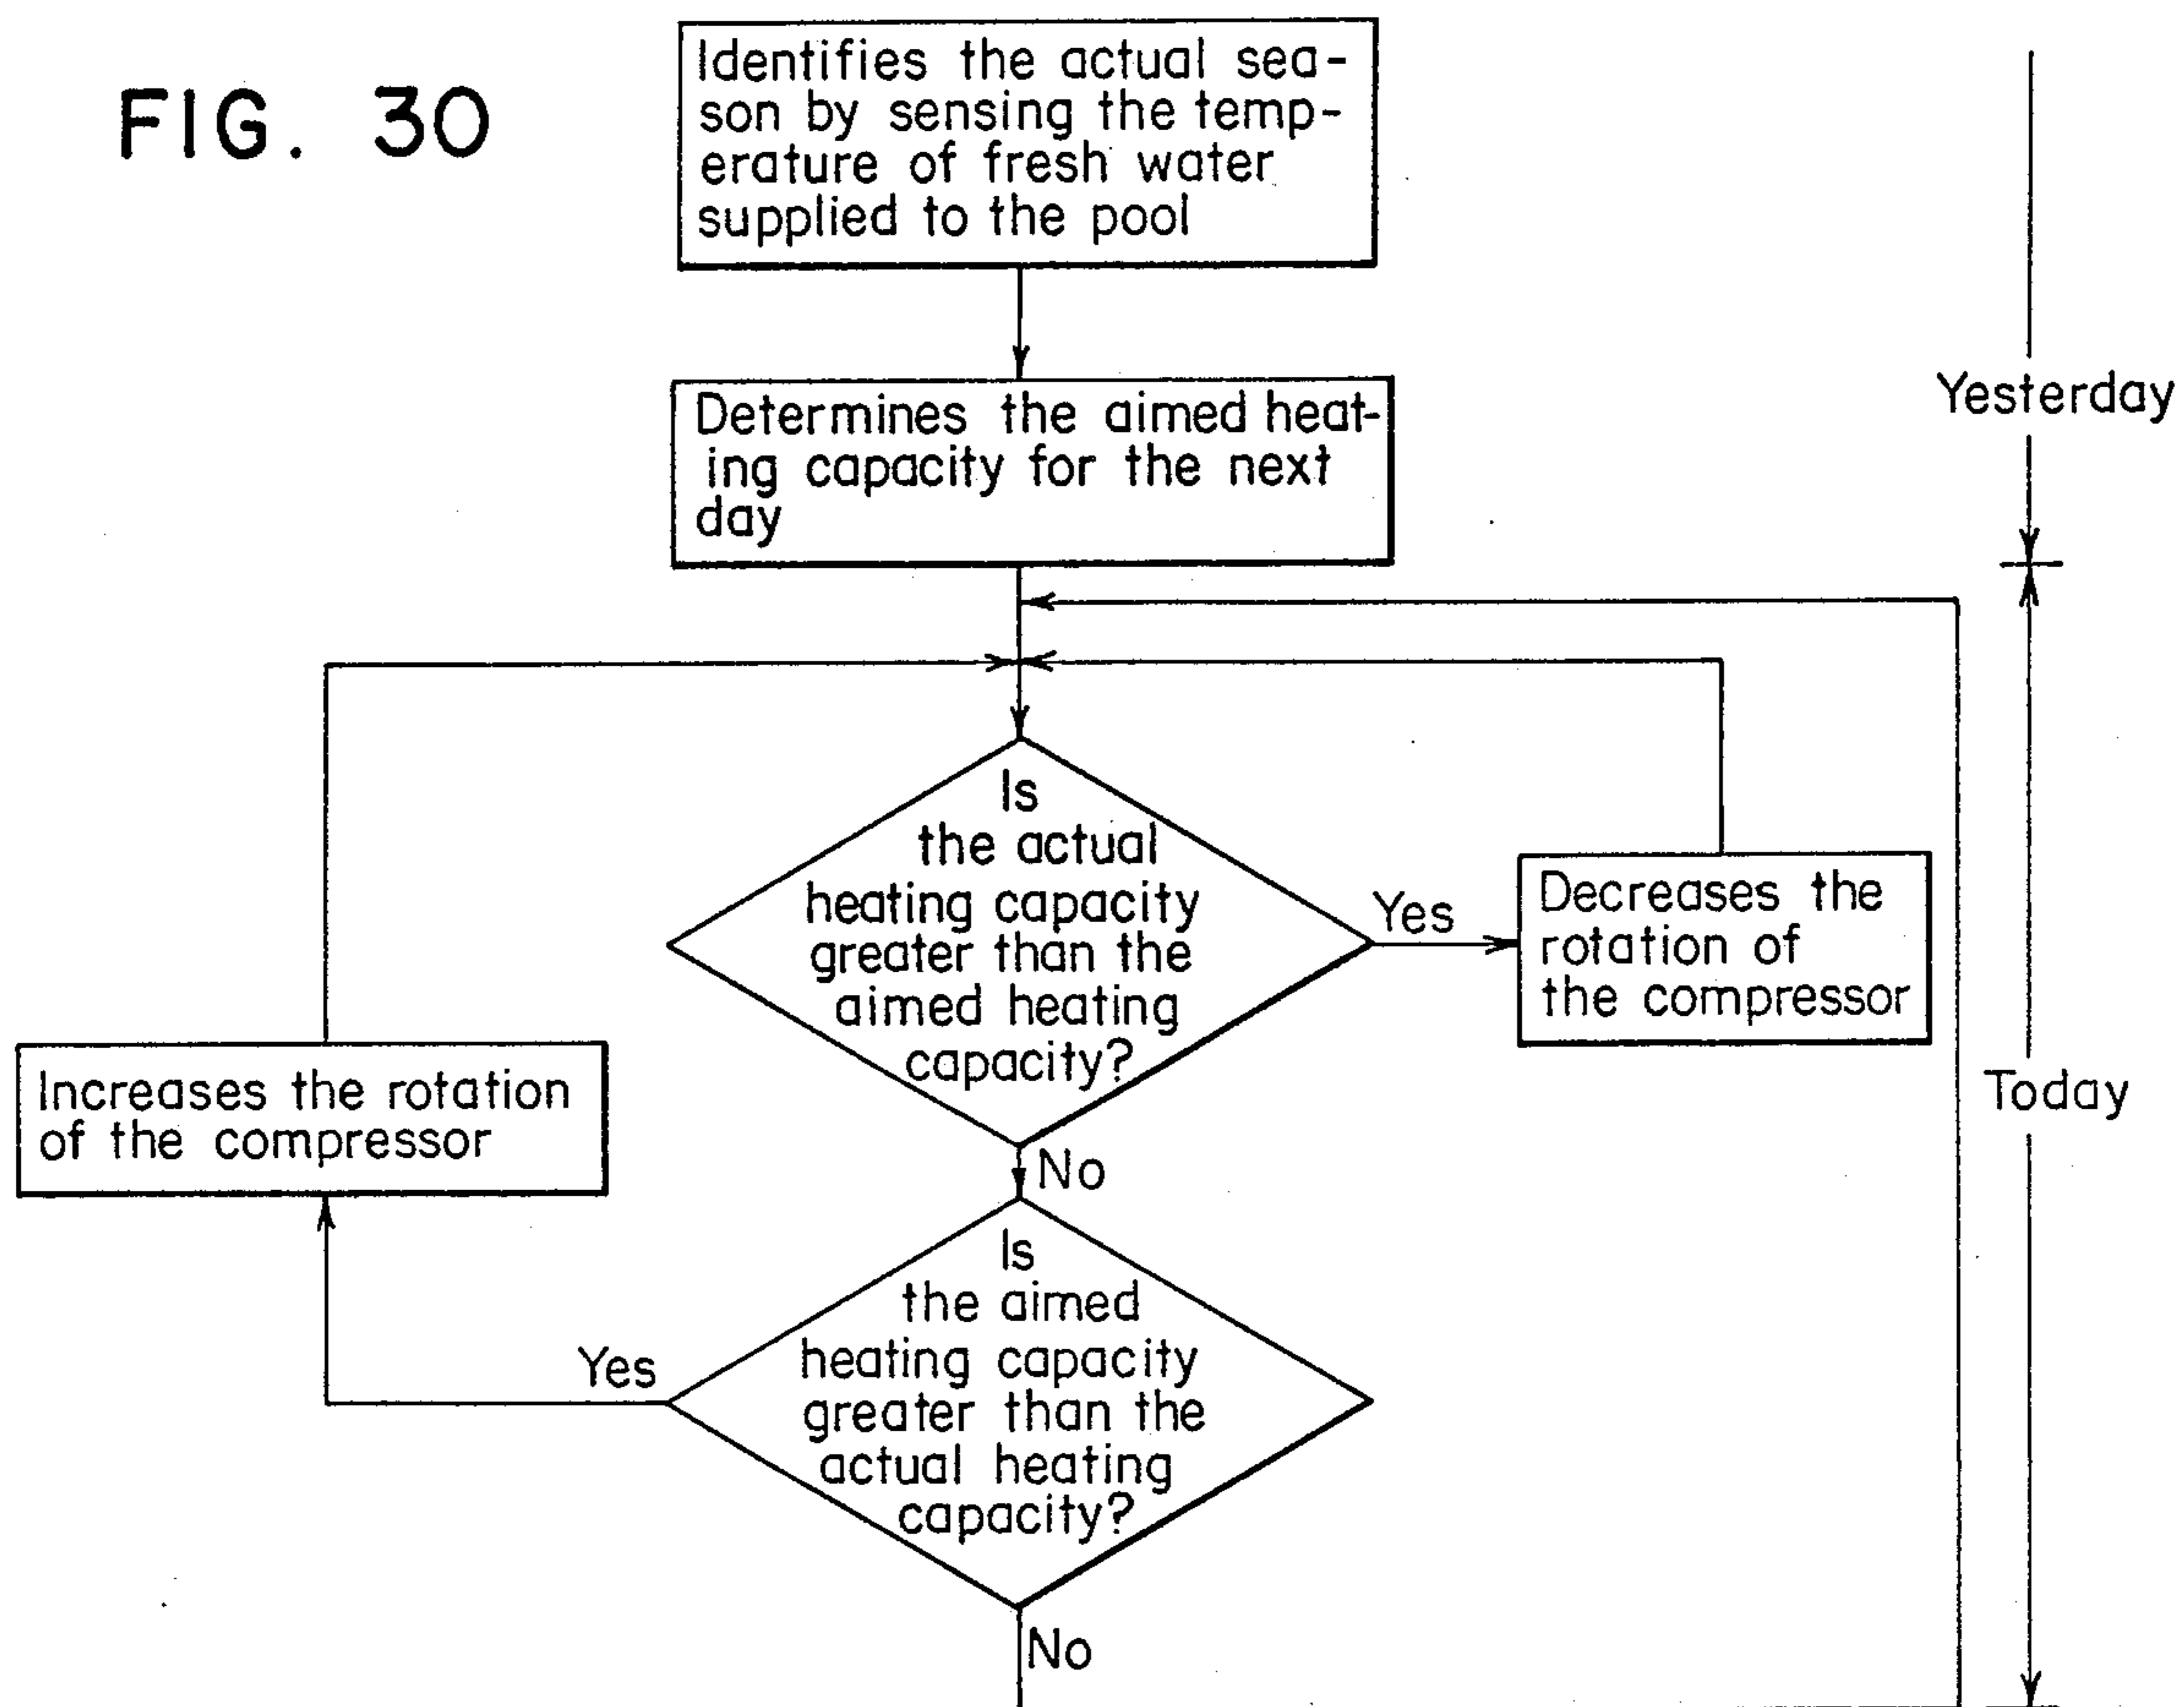 FIG. 30
Identifies the actual sea-
son by sensing the temp-
erature of fresh water
supplied to the pool
Yesterday
Determines the aimed heat-
ing capacity for the next
day
Is
the actual
heating capacity
greater than the
aimed heating
capacity?
Yes
Decreases the
rotation of
the compressor
Increases the rotation
of the compressor
Today
No
Is
the aimed
heating capacity
greater than the
actual heating
capacity?
Yes
No